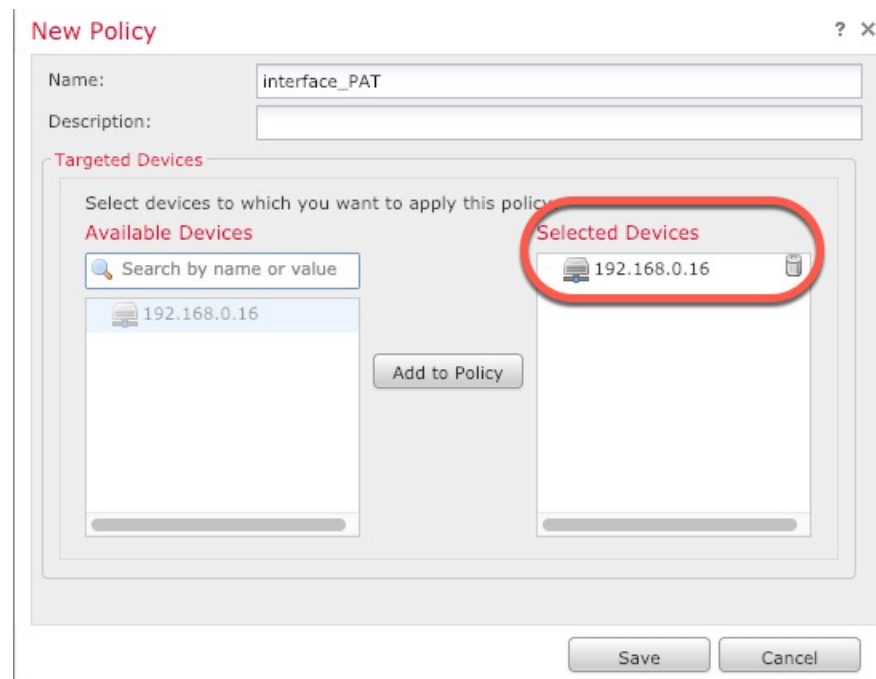 New Policy
? ×
Name: interface_PAT
Description:
Targeted Devices
Select devices to which you want to apply this policy
Available Devices
Search by name or value
192.168.0.16
Add to Policy
Selected Devices
192.168.0.16
Save Cancel